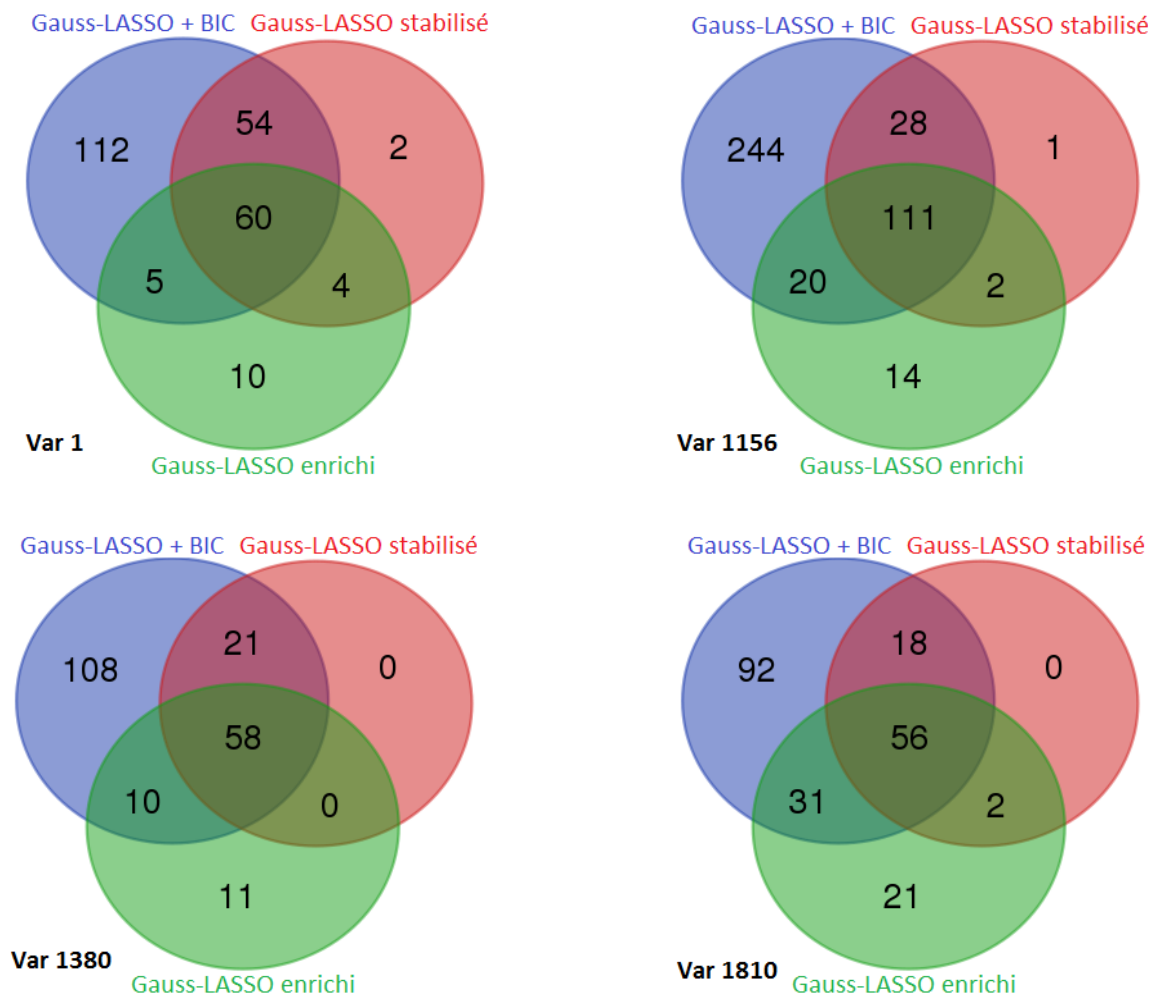 Gauss-LASSO + BIC Gauss-LASSO stabilisé
112 54 2
60
5 4
10
Var 1
Gauss-LASSO enrichi
Gauss-LASSO + BIC Gauss-LASSO stabilisé
244 28 1
111
20 2
14
Var 1156
Gauss-LASSO enrichi
Gauss-LASSO + BIC Gauss-LASSO stabilisé
108 21 0
58
10 0
11
Var 1380
Gauss-LASSO enrichi
Gauss-LASSO + BIC Gauss-LASSO stabilisé
92 18 0
56
31 2
21
Var 1810
Gauss-LASSO enrichi